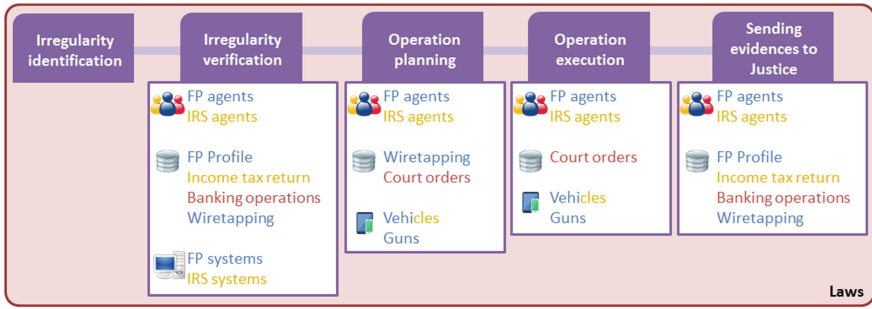 Irregularity
identification
Irregularity
verification
FP agents
IRS agents
FP Profile
Income tax return
Banking operations
Wiretapping
FP systems
IRS systems
Operation
planning
FP agents
IRS agents
Wiretapping
Court orders
Vehicles
Guns
Operation
execution
FP agents
IRS agents
Court orders
Vehicles
Guns
Sending
evidences to
Justice
FP agents
IRS agents
FP Profile
Income tax return
Banking operations
Wiretapping
Laws